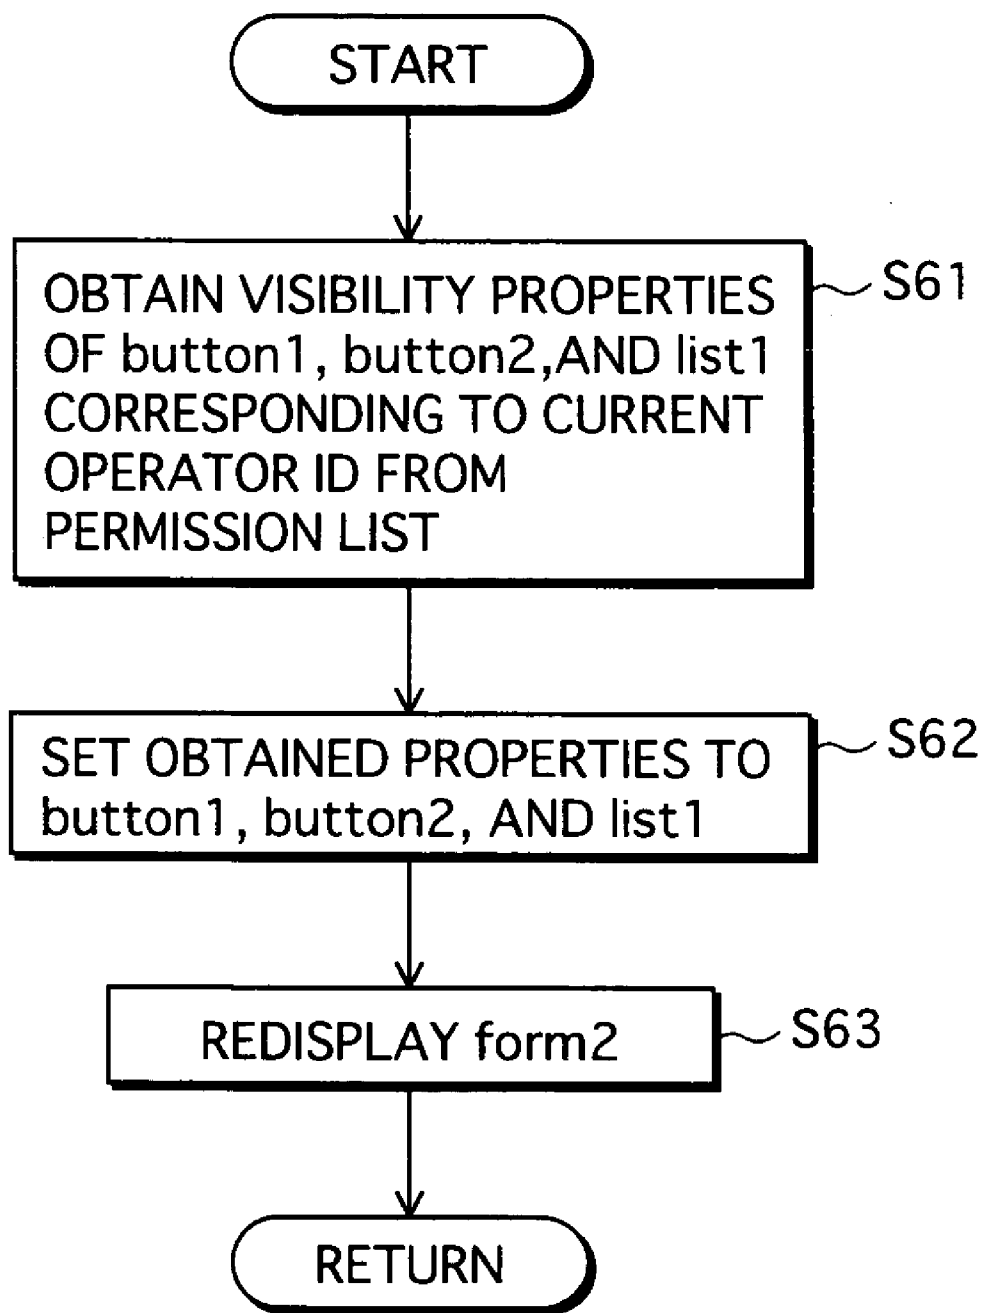 START
OBTAIN VISIBILITY PROPERTIES
OF button1, button2,AND list1
CORRESPONDING TO CURRENT
OPERATOR ID FROM
PERMISSION LIST
S61
SET OBTAINED PROPERTIES TO
button1, button2, AND list1
S62
REDISPLAY form2
S63
RETURN